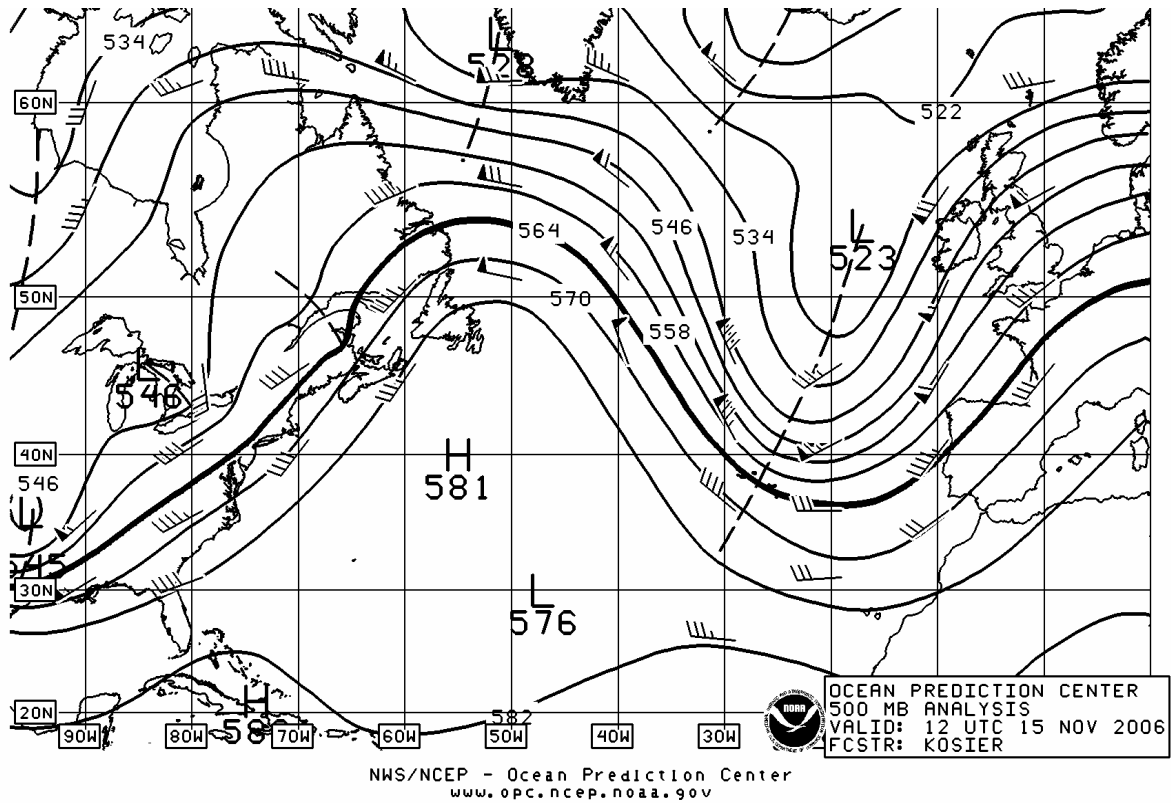 534
L
528
60N
522
564
546
534
L
523
50N
570
558
L
546
40N
H
581
546
L
545
30N
L
576
H
20N
582
90W
80W
70W
60W
50W
40W
30W
NOAA
OCEAN PREDICTION CENTER
500 MB ANALYSIS
VALID: 12 UTC 15 NOV 2006
FCSTR: KOSIER
NWS/NCEP - Ocean Prediction Center
www.opc.ncep.noaa.gov